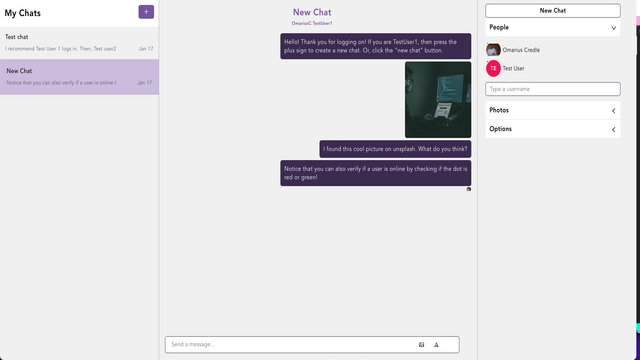 My Chats
+
Test chat
I recommend Test User 1 logs in. Then, Test user2
Jan 17
New Chat
Notice that you can also verify if a user is online b
Jan 17
New Chat
OmariusC TestUser1
Hello! Thank you for logging on! If you are TestUser1, then press the
plus sign to create a new chat. Or, click the "new chat" button.
I found this cool picture on unsplash. What do you think?
Notice that you can also verify if a user is online by checking if the dot is
red or green!
Send a message...
New Chat
People
Omarius Credle
TE
Test User
Type a username
Photos
Options